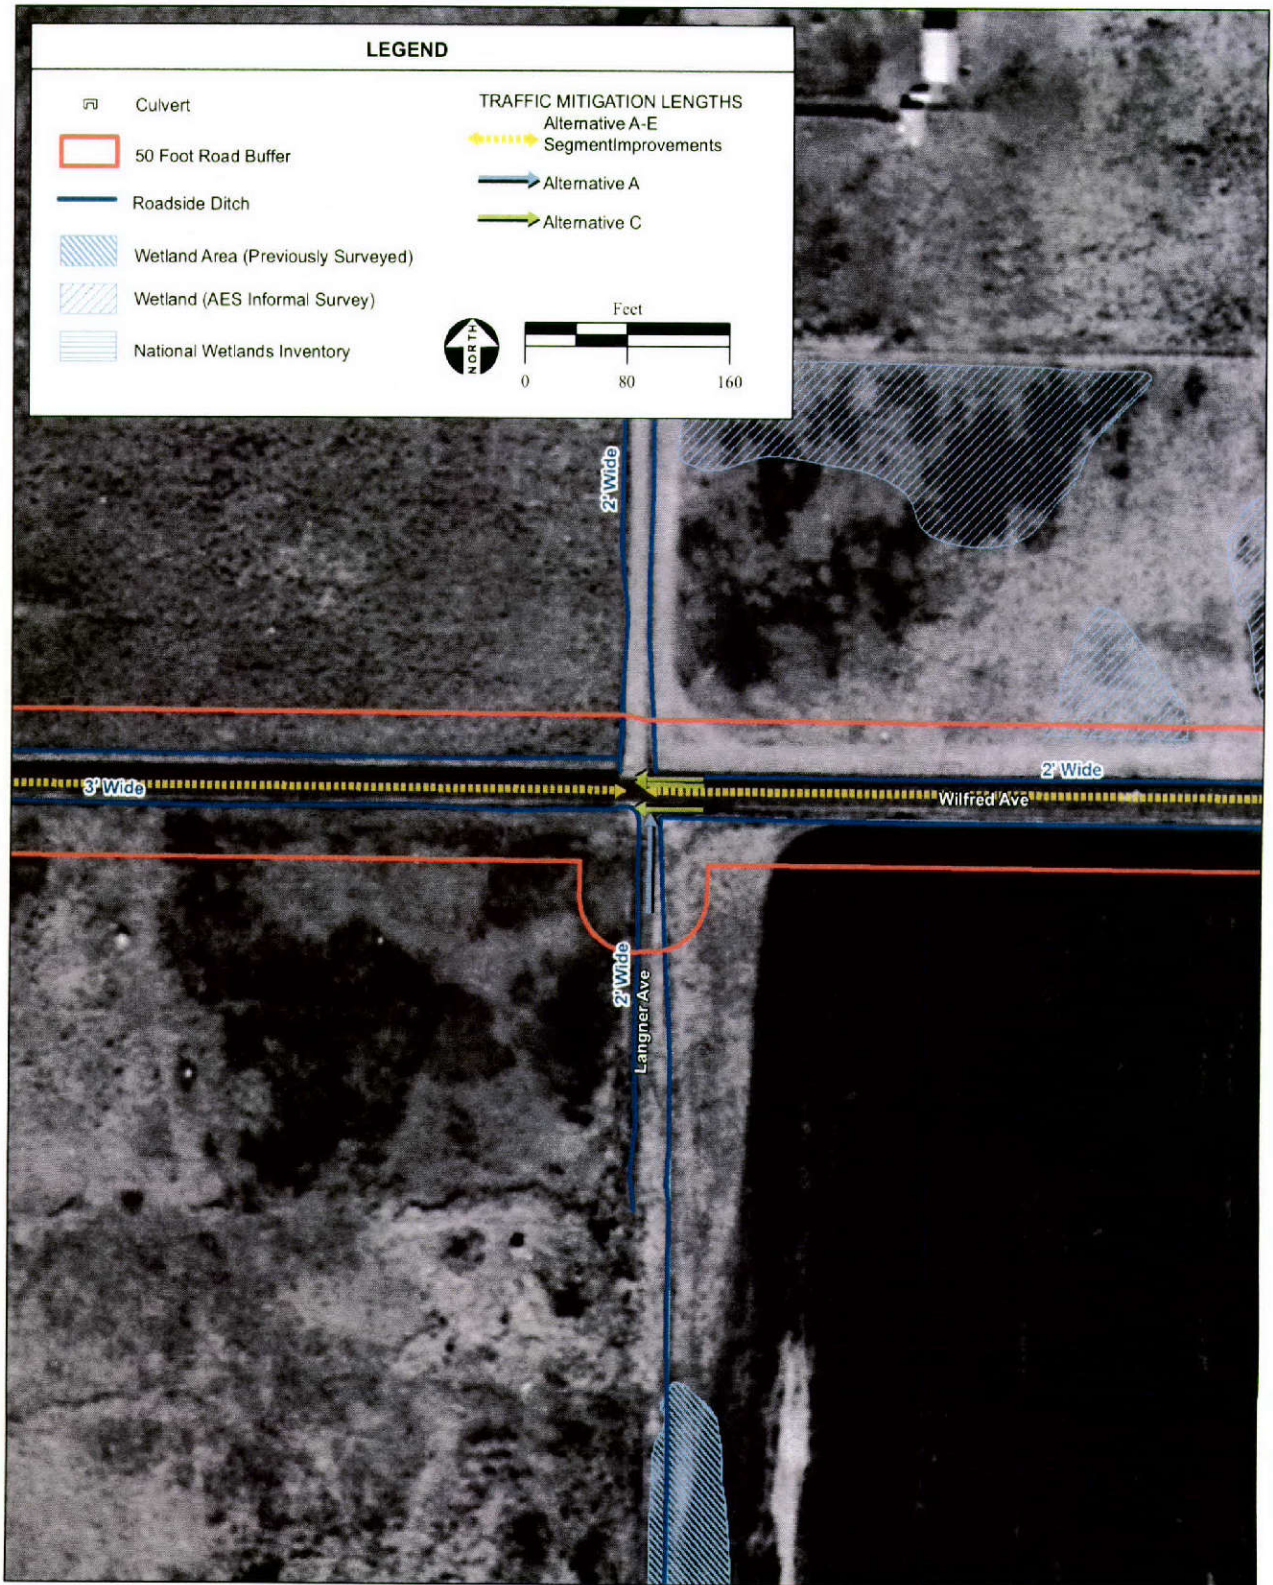 LEGEND
Culvert
50 Foot Road Buffer
Roadside Ditch
Wetland Area (Previously Surveyed)
Wetland (AES Informal Survey)
National Wetlands Inventory
TRAFFIC MITIGATION LENGTHS
Alternative A-E
SegmentImprovements
Alternative A
Alternative C
NORTH
Feet
0 80 160
2' Wide
3' Wide
2' Wide
Wilfred Ave
2' Wide
Langner Ave